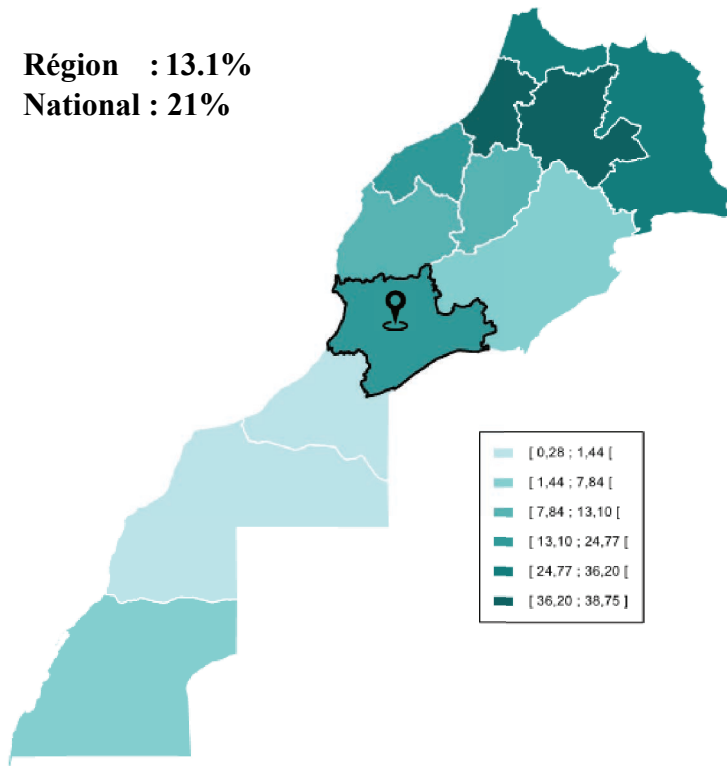 Région : 13.1%
National : 21%
[ 0,28 ; 1,44 [
[ 1,44 ; 7,84 [
[ 7,84 ; 13,10 [
[ 13,10 ; 24,77 [
[ 24,77 ; 36,20 [
[ 36,20 ; 38,75 ]